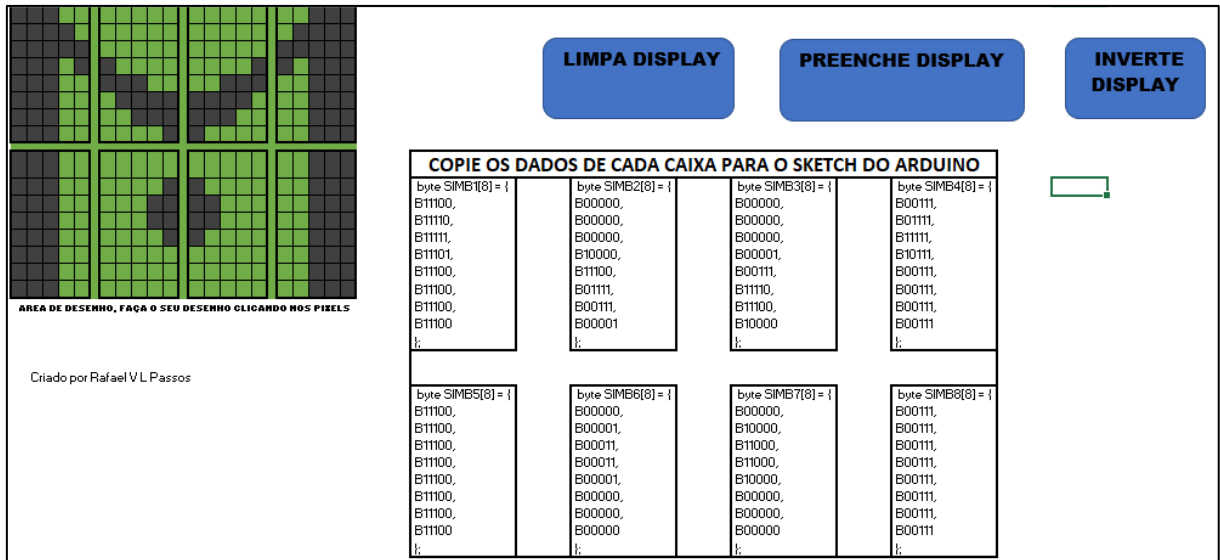 LIMPA DISPLAY
PREENCHE DISPLAY
INVERTE
DISPLAY
COPIE OS DADOS DE CADA CAIXA PARA O SKETCH DO ARDUINO
byte SIMB1[8] = {
B11100,
B11110,
B11111,
B11101,
B11100,
B11100,
B11100,
B11100
};
byte SIMB2[8] = {
B00000,
B00000,
B00000,
B10000,
B11100,
B01111,
B00111,
B00001
};
byte SIMB3[8] = {
B00000,
B00000,
B00000,
B00001,
B00111,
B11110,
B11100,
B10000
};
byte SIMB4[8] = {
B00111,
B01111,
B11111,
B10111,
B00111,
B00111,
B00111,
B00111
};
AREA DE DESENHO, FAÇA O SEU DESENHO CLICANDO NOS PIXELS
Criado por Rafael V L Passos
byte SIMB5[8] = {
B11100,
B11100,
B11100,
B11100,
B11100,
B11100,
B11100,
B11100
};
byte SIMB6[8] = {
B00000,
B00001,
B00011,
B00011,
B00001,
B00000,
B00000,
B00000
};
byte SIMB7[8] = {
B00000,
B10000,
B11000,
B11000,
B10000,
B00000,
B00000,
B00000
};
byte SIMB8[8] = {
B00111,
B00111,
B00111,
B00111,
B00111,
B00111,
B00111,
B00111
};